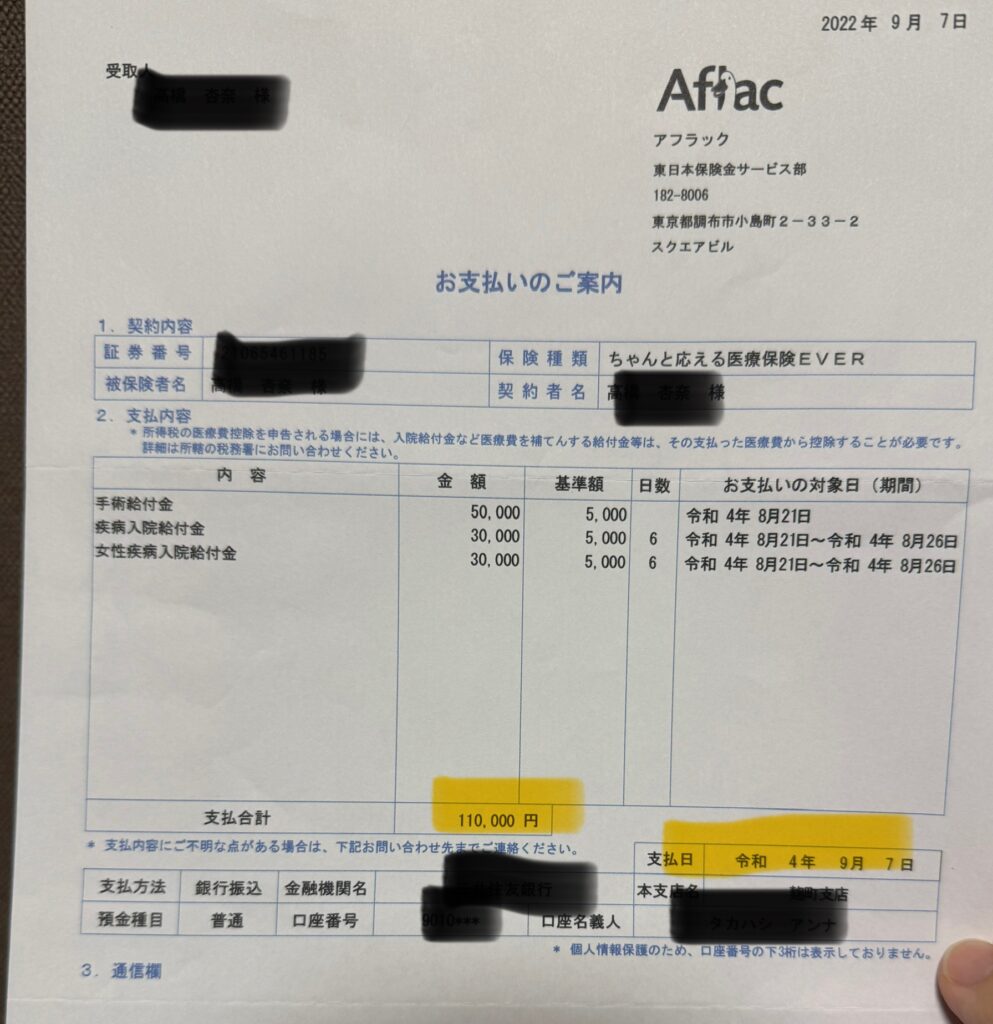 2022年 9月 7日
受取人
Aflac
アフラック
東日本保険金サービス部
182-8006
東京都調布市小島町2-33-2
スクエアビル
お支払いのご案内
1. 契約内容
証券番号 保険種類 ちゃんと応える医療保険EVER
被保険者名 様 契約者名 様
2. 支払内容
* 所得税の医療費控除を申告される場合には、入院給付金など医療費を補てんする給付金等は、その支払った医療費から控除することが必要です。
詳細は所轄の税務署にお問い合わせください。
内 容 金 額 基準額 日数 お支払いの対象日(期間)
手術給付金 50,000 5,000 令和 4年 8月21日
疾病入院給付金 30,000 5,000 6 令和 4年 8月21日〜令和 4年 8月26日
女性疾病入院給付金 30,000 5,000 6 令和 4年 8月21日〜令和 4年 8月26日
支払合計 110,000 円
* 支払内容にご不明な点がある場合は、下記お問い合わせ先までご連絡ください。
支払日 令和 4年 9月 7日
支払方法 銀行振込 金融機関名 本支店名
預金種目 普通 口座番号 口座名義人
* 個人情報保護のため、口座番号の下3桁は表示しておりません。
3. 通信欄